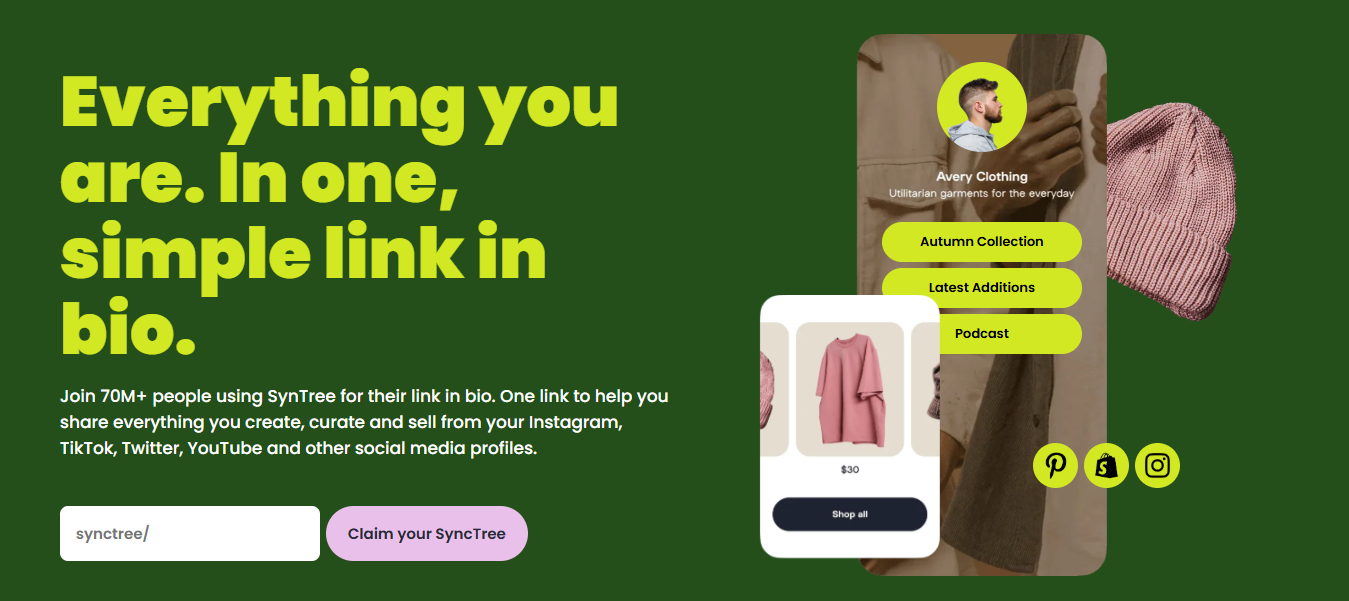 Everything you
are. In one,
simple link in
bio.
Join 70M+ people using SynTree for their link in bio. One link to help you
share everything you create, curate and sell from your Instagram,
TikTok, Twitter, YouTube and other social media profiles.
synctree/
Claim your SyncTree
Avery Clothing
Utilitarian garments for the everyday
Autumn Collection
Latest Additions
Podcast
$30
Shop all